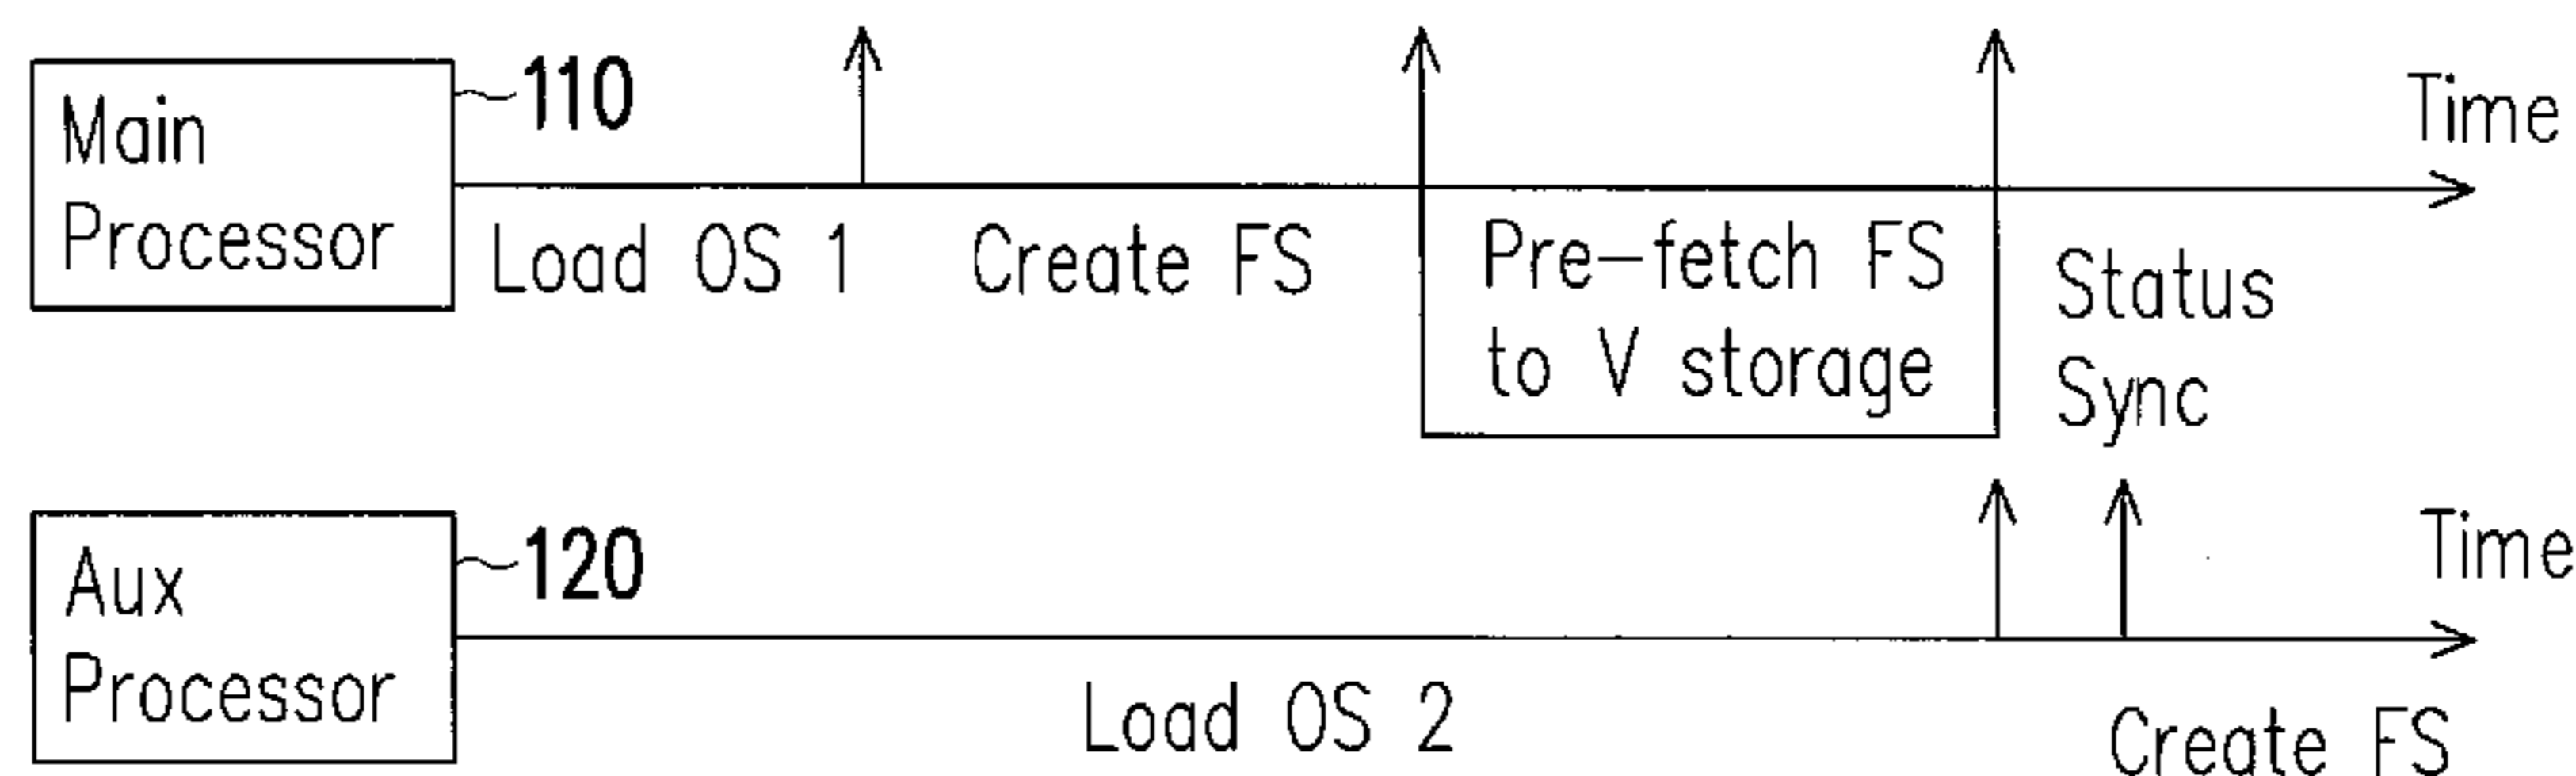 Main
Processor
110
Load OS 1
Create FS
Pre-fetch FS
to V storage
Status
Sync
Time
Aux
Processor
120
Load OS 2
Create FS
Time